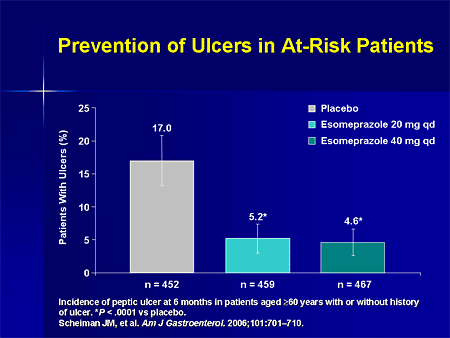 Prevention of Ulcers in At-Risk Patients
Placebo
Esomeprazole 20 mg qd
Esomeprazole 40 mg qd
Patients With Ulcers (%)
25
20
15
10
5
0
17.0
5.2*
4.6*
n = 452
n = 459
n = 467
Incidence of peptic ulcer at 6 months in patients aged ≥60 years with or without history
of ulcer. *P < .0001 vs placebo.
Scheiman JM, et al. Am J Gastroenterol. 2006;101:701–710.